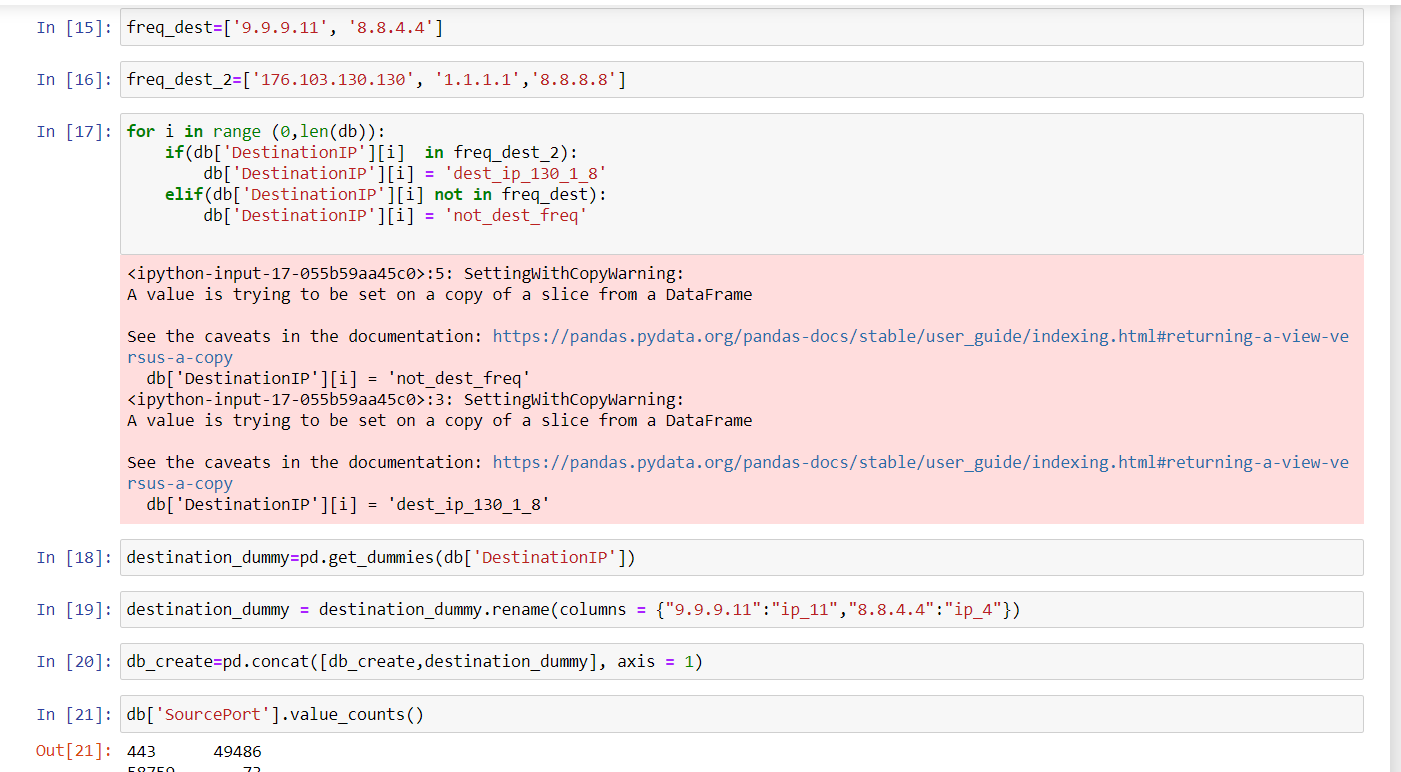 In [15]: freq_dest=['9.9.9.11', '8.8.4.4']
In [16]: freq_dest_2=['176.103.130.130', '1.1.1.1','8.8.8.8']
In [17]: for i in range (0,len(db)):
    if(db['DestinationIP'][i]  in freq_dest_2):
        db['DestinationIP'][i] = 'dest_ip_130_1_8'
    elif(db['DestinationIP'][i] not in freq_dest):
        db['DestinationIP'][i] = 'not_dest_freq'
<ipython-input-17-055b59aa45c0>:5: SettingWithCopyWarning:
A value is trying to be set on a copy of a slice from a DataFrame
See the caveats in the documentation: https://pandas.pydata.org/pandas-docs/stable/user_guide/indexing.html#returning-a-view-ve
rsus-a-copy
  db['DestinationIP'][i] = 'not_dest_freq'
<ipython-input-17-055b59aa45c0>:3: SettingWithCopyWarning:
A value is trying to be set on a copy of a slice from a DataFrame
See the caveats in the documentation: https://pandas.pydata.org/pandas-docs/stable/user_guide/indexing.html#returning-a-view-ve
rsus-a-copy
  db['DestinationIP'][i] = 'dest_ip_130_1_8'
In [18]: destination_dummy=pd.get_dummies(db['DestinationIP'])
In [19]: destination_dummy = destination_dummy.rename(columns = {"9.9.9.11":"ip_11","8.8.4.4":"ip_4"})
In [20]: db_create=pd.concat([db_create,destination_dummy], axis = 1)
In [21]: db['SourcePort'].value_counts()
Out[21]: 443      49486